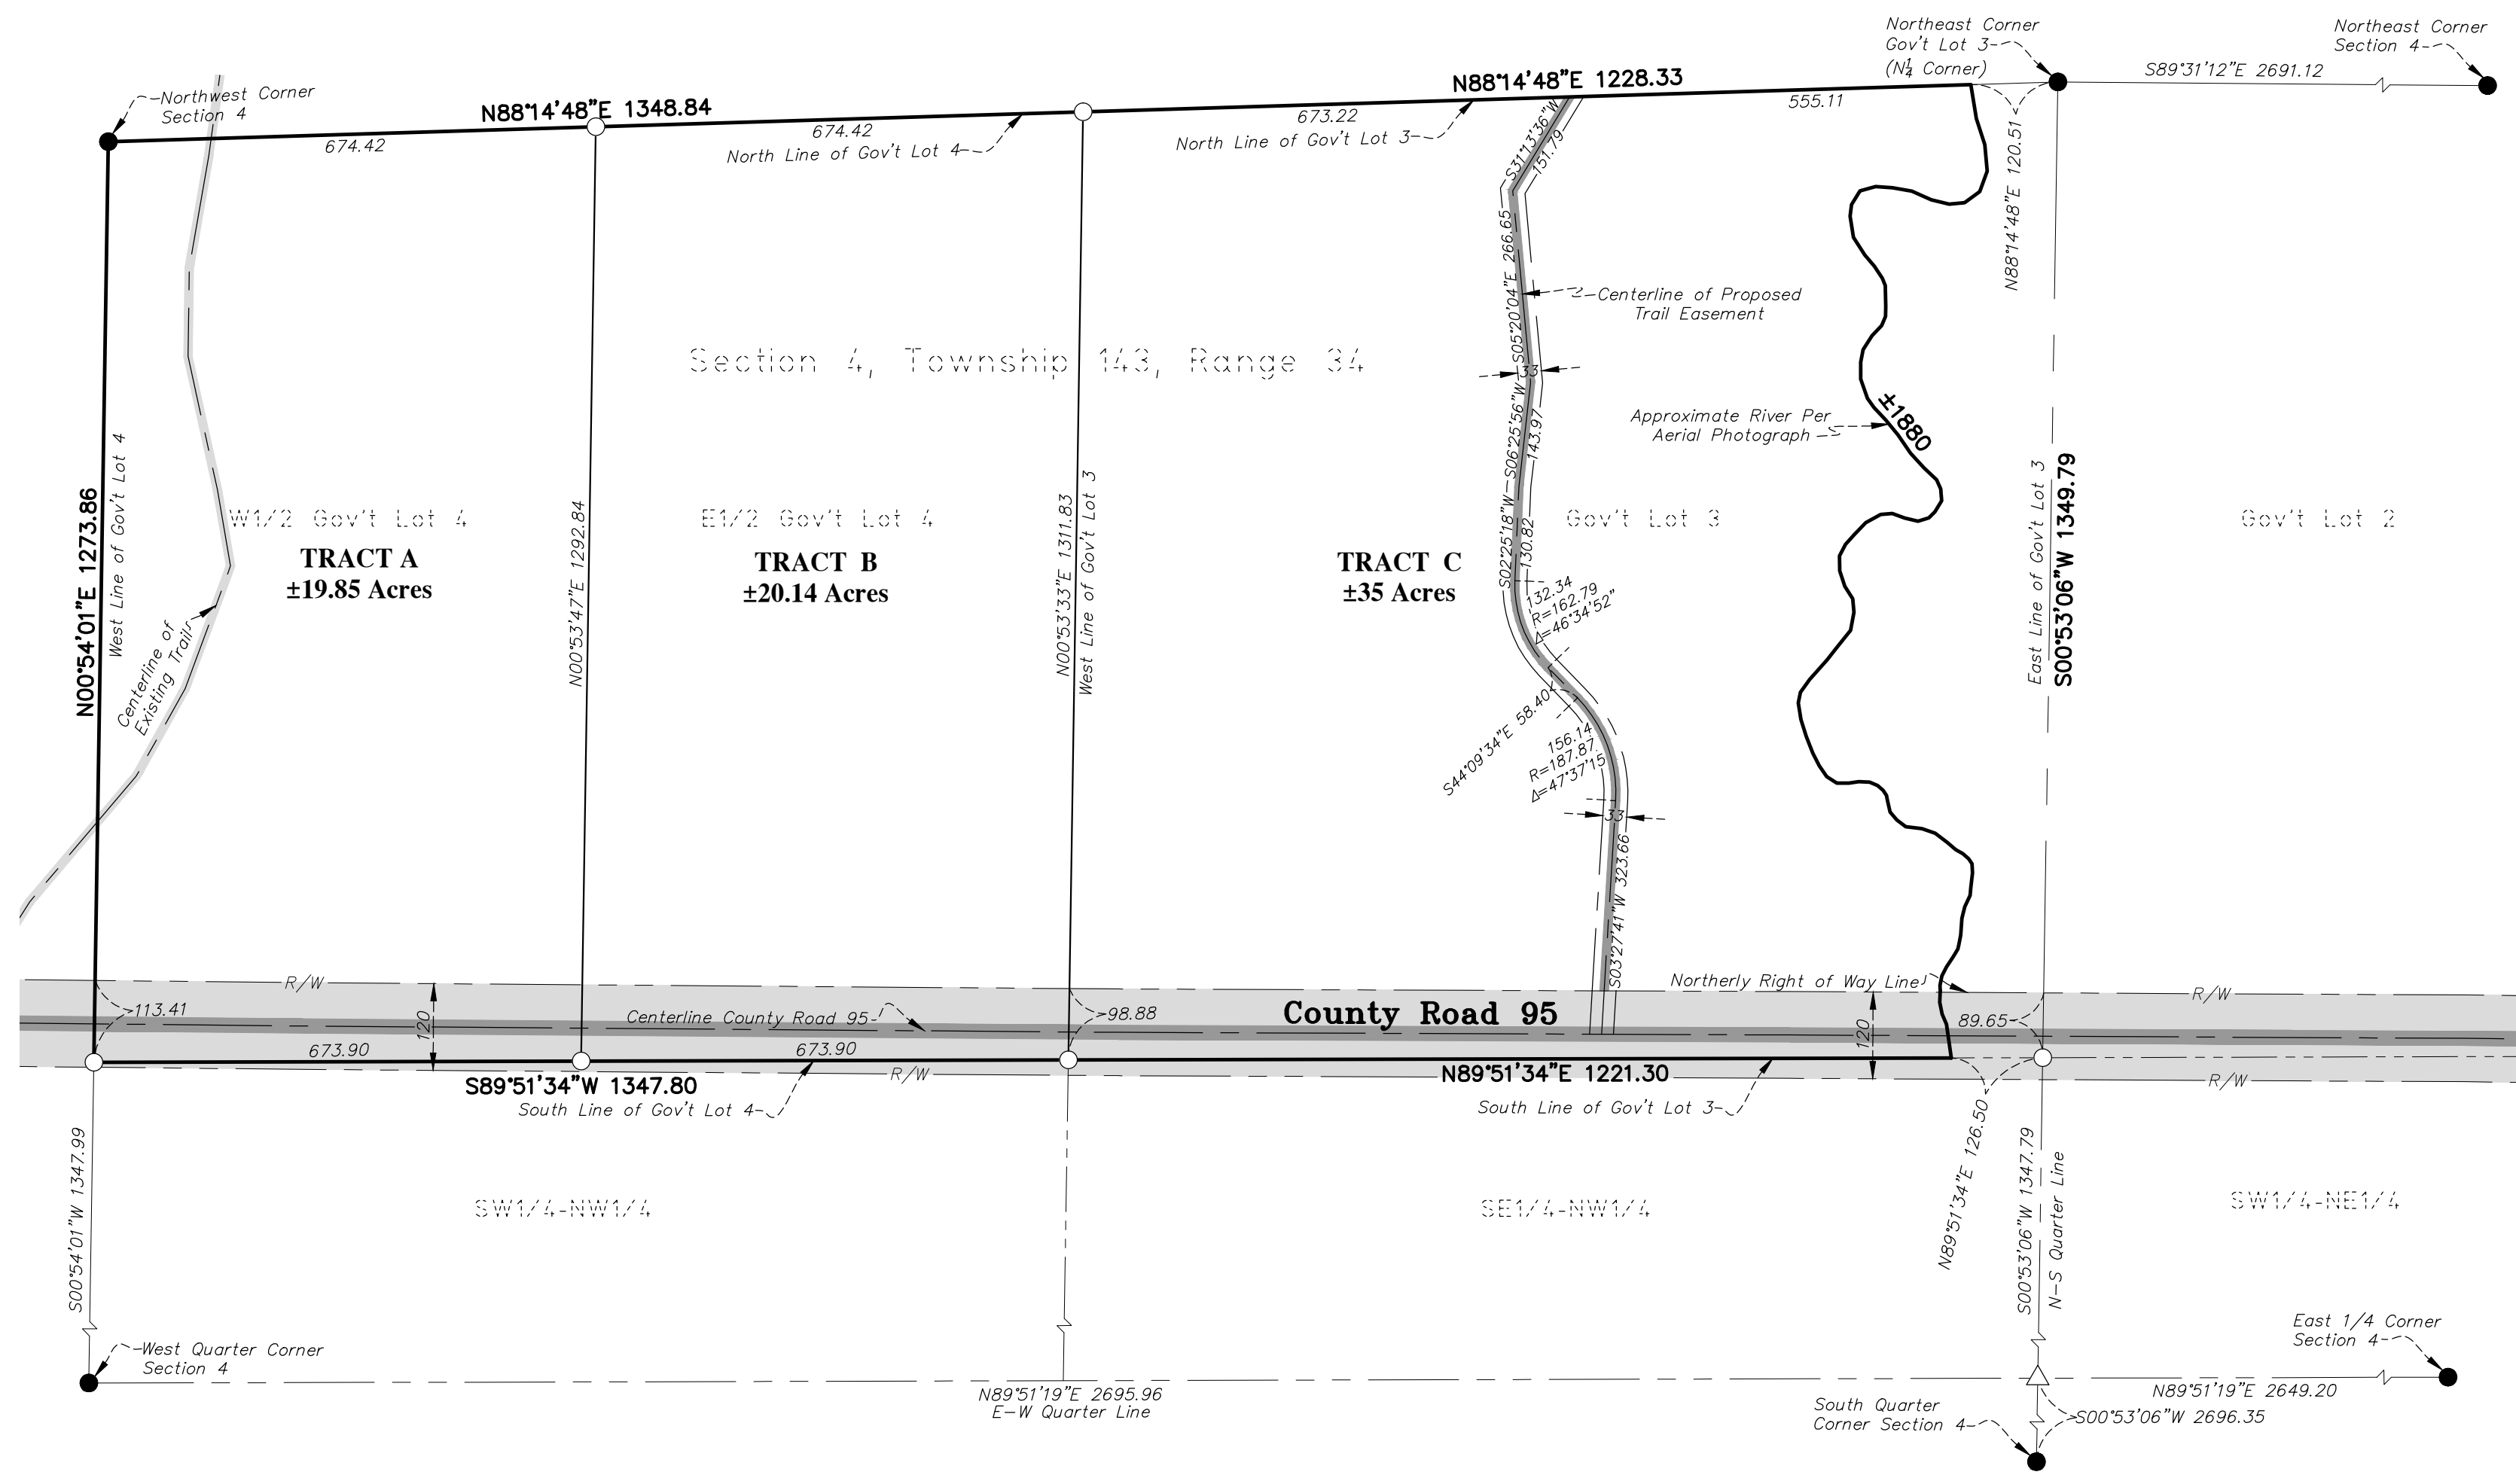 Northeast Corner
Gov't Lot 3
(N¼ Corner)
Northeast Corner
Section 4
S89°31'12"E 2691.12
N88°14'48"E 1228.33
555.11
Northwest Corner
Section 4
N88°14'48"E 1348.84
674.42
674.42
North Line of Gov't Lot 4
673.22
North Line of Gov't Lot 3
S31°13'36"W
151.79
N88°14'48"E 120.51
S05°20'04"E 266.65
Centerline of Proposed
Trail Easement
Section 4, Township 143, Range 34
33
S06°25'56"W
143.97
Approximate River Per
Aerial Photograph
±1880
N00°54'01"E 1273.86
West Line of Gov't Lot 4
W1/2 Gov't Lot 4
TRACT A
±19.85 Acres
N00°53'47"E 1292.84
E1/2 Gov't Lot 4
TRACT B
±20.14 Acres
N00°53'33"E 1311.83
West Line of Gov't Lot 3
TRACT C
±35 Acres
S02°25'18"W
130.82
Gov't Lot 3
East Line of Gov't Lot 3
S00°53'06"W 1349.79
Gov't Lot 2
132.34
R=162.79
Δ=46°34'52"
Centerline of
Existing Trail
S44°09'34"E 58.40
156.14
R=187.87
Δ=47°37'15
33
S03°27'41"W 323.66
R/W
Northerly Right of Way Line
R/W
113.41
120
Centerline County Road 95
98.88
County Road 95
120
89.65
673.90
673.90
S89°51'34"W 1347.80
R/W
N89°51'34"E 1221.30
R/W
South Line of Gov't Lot 4
South Line of Gov't Lot 3
S00°54'01"W 1347.99
N89°51'34"E 126.50
S00°53'06"W 1347.79
N-S Quarter Line
SW1/4-NW1/4
SE1/4-NW1/4
SW1/4-NE1/4
West Quarter Corner
Section 4
East 1/4 Corner
Section 4
N89°51'19"E 2695.96
E-W Quarter Line
N89°51'19"E 2649.20
South Quarter
Corner Section 4
S00°53'06"W 2696.35